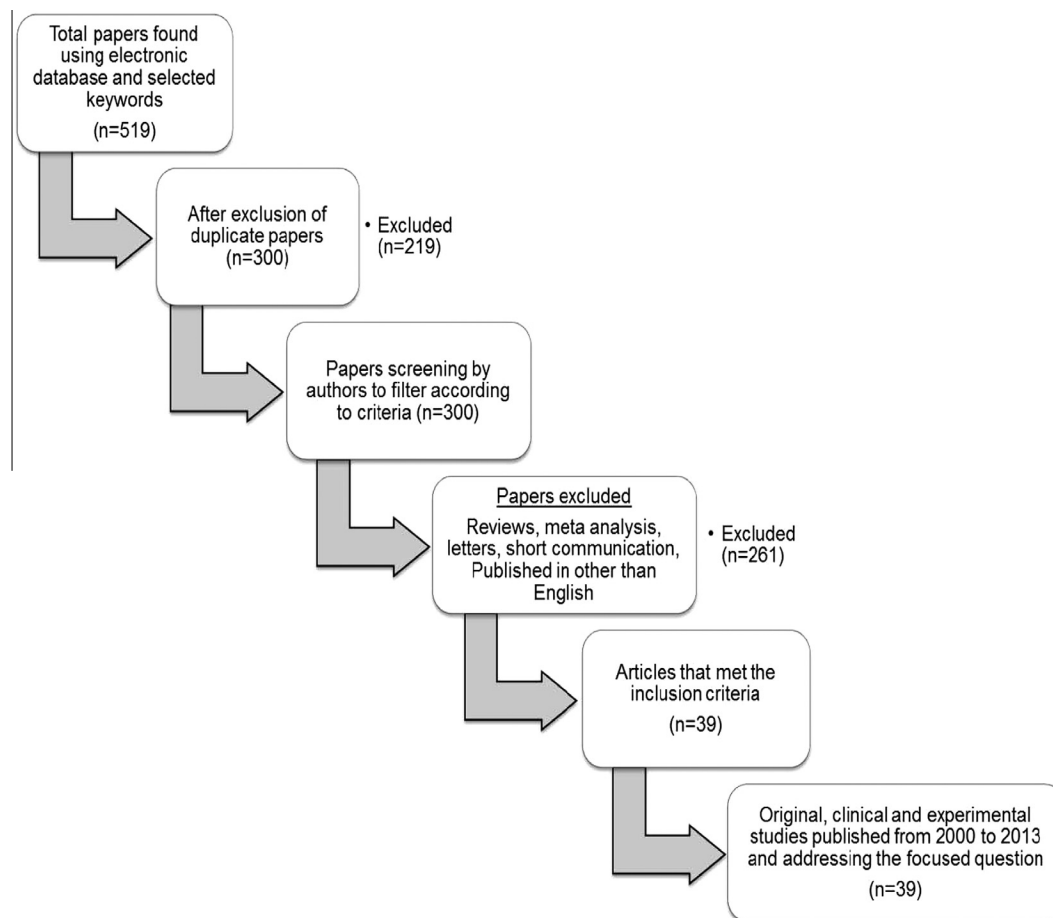 Total papers found
using electronic
database and selected
keywords
(n=519)
After exclusion of
duplicate papers
(n=300)
• Excluded
(n=219)
Papers screening by
authors to filter according
to criteria (n=300)
Papers excluded
Reviews, meta analysis,
letters, short communication,
Published in other than
English
• Excluded
(n=261)
Articles that met the
inclusion criteria
(n=39)
Original, clinical and experimental
studies published from 2000 to 2013
and addressing the focused question
(n=39)